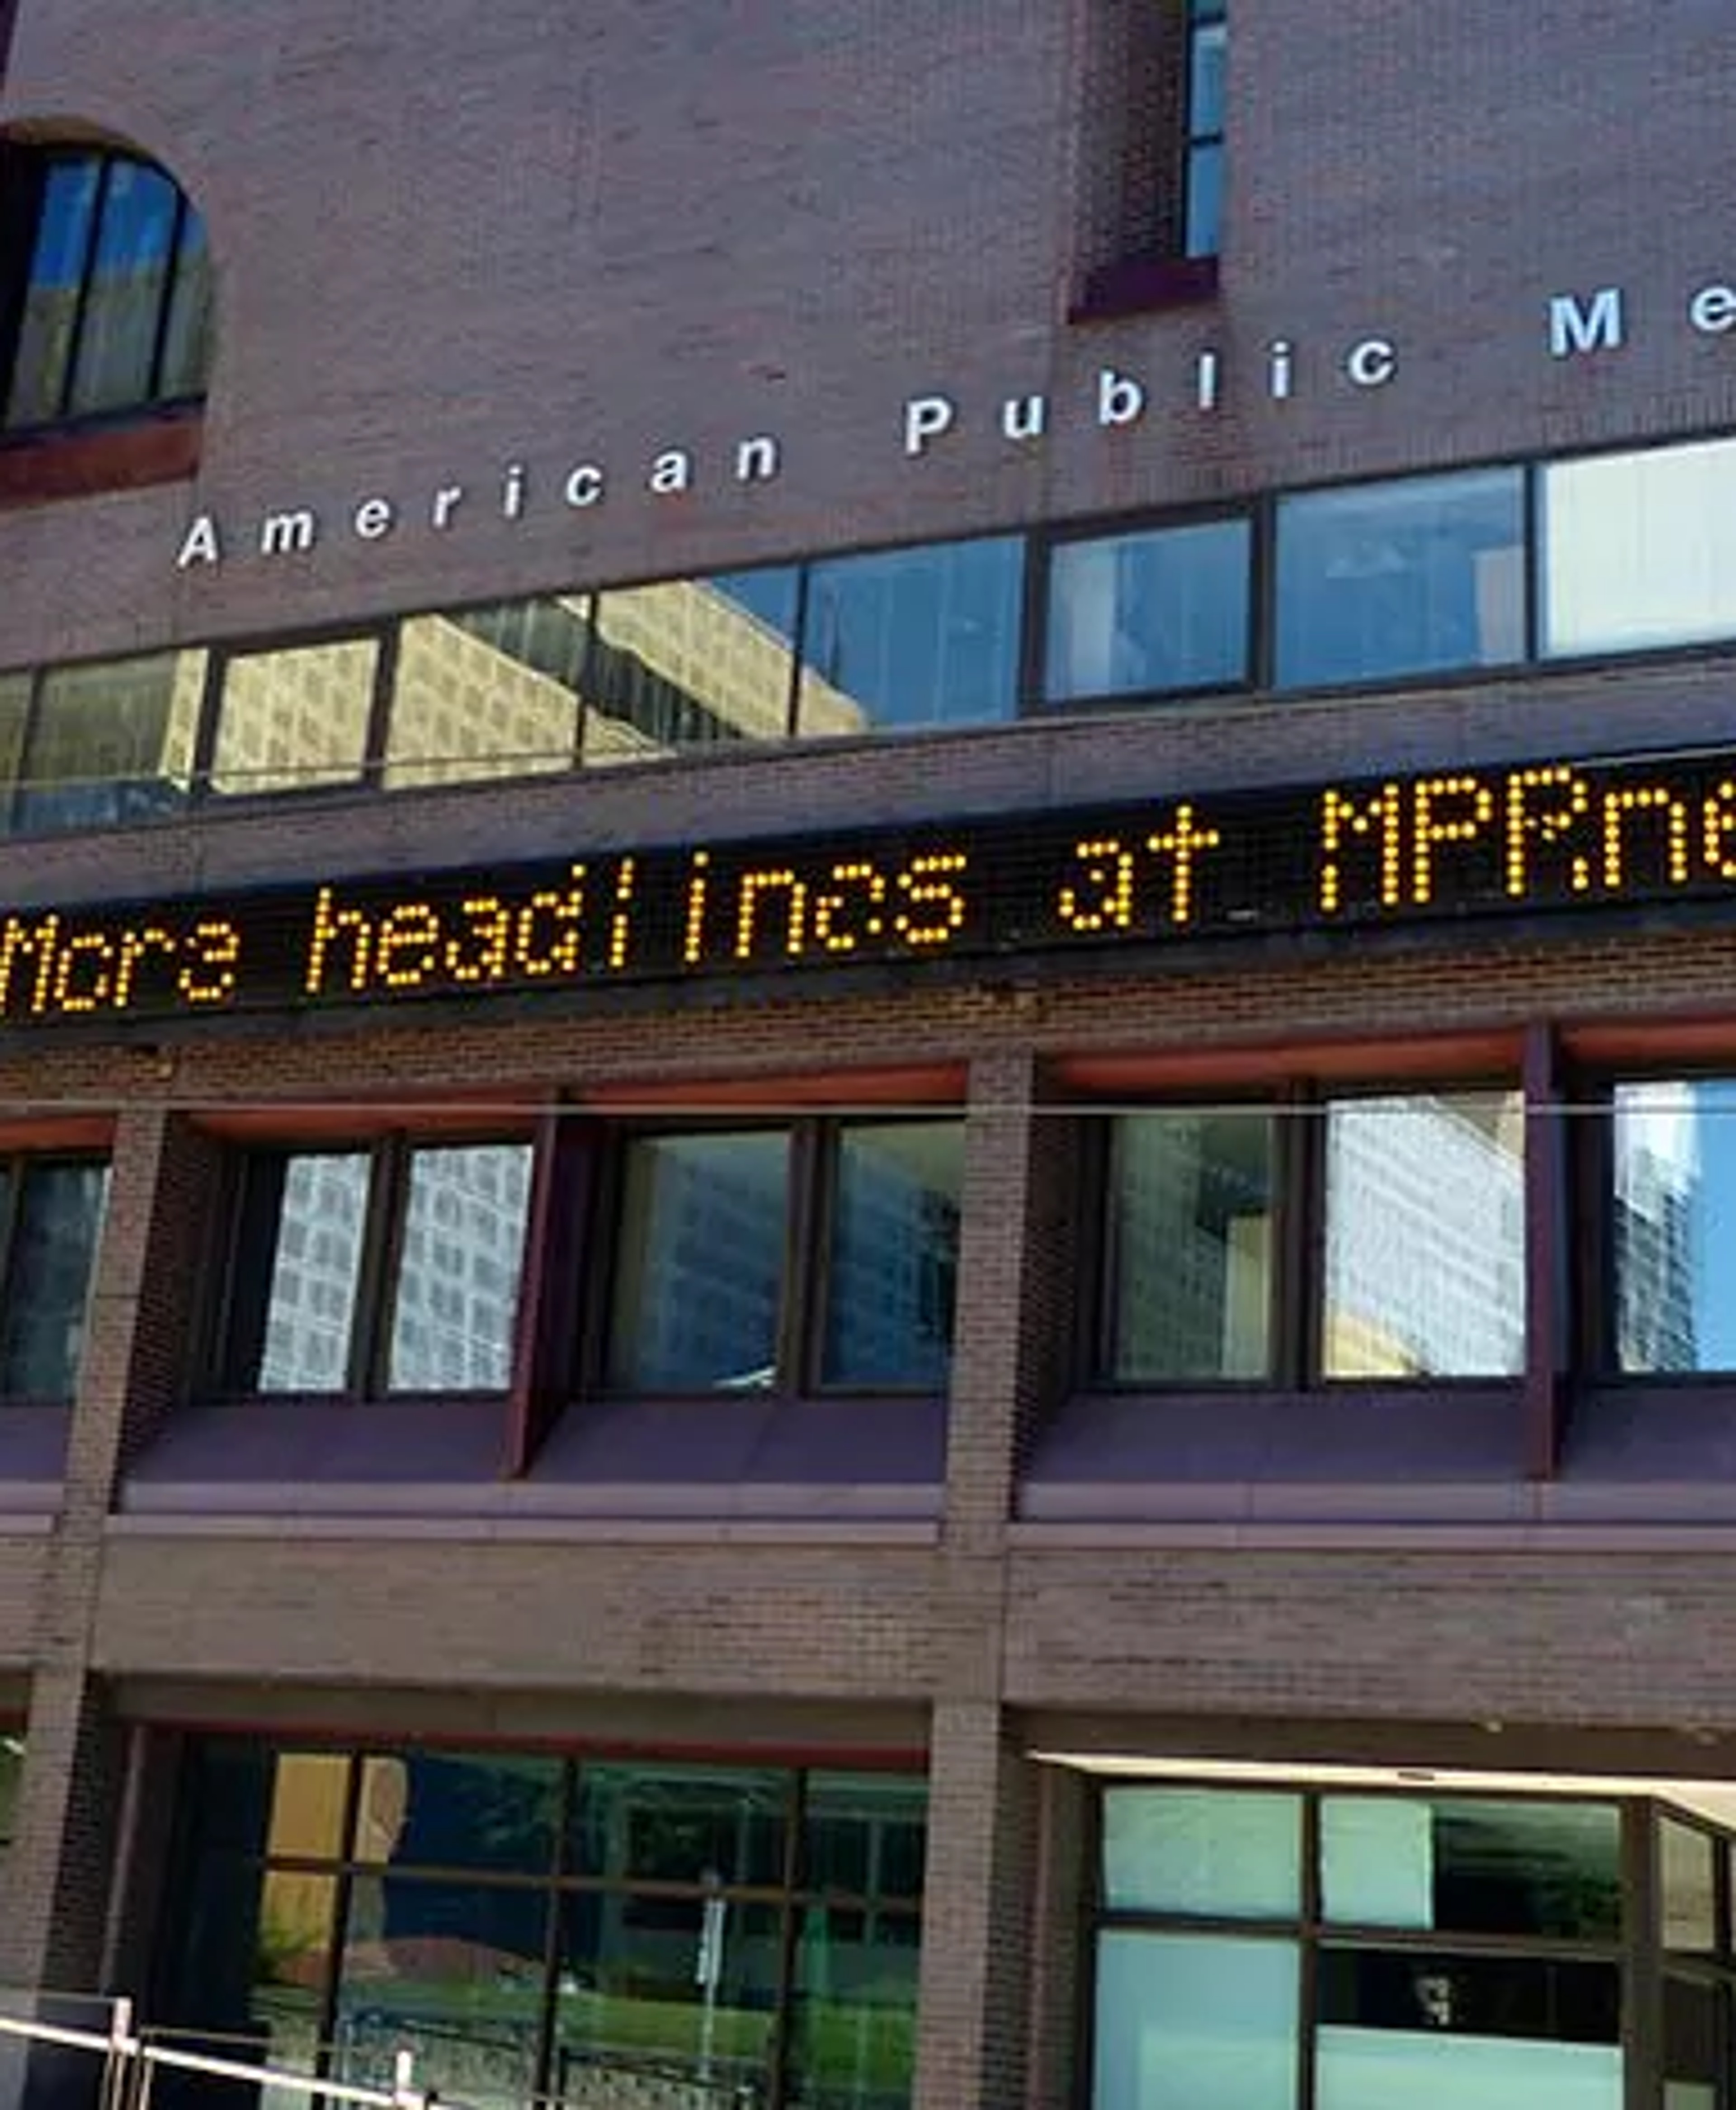 American Public Me
More headlines at MPRne